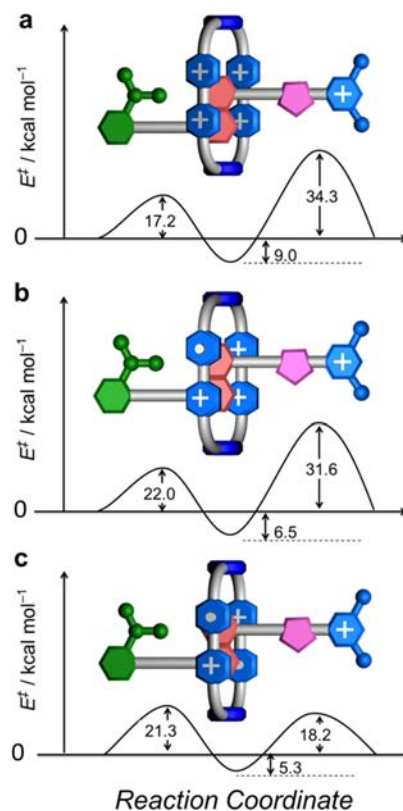 a
E‡ / kcal mol⁻¹
+ + + + +
17.2
34.3
0
9.0
b
E‡ / kcal mol⁻¹
+ + + +
22.0
31.6
0
6.5
c
E‡ / kcal mol⁻¹
+ + +
21.3
18.2
0
5.3
Reaction Coordinate